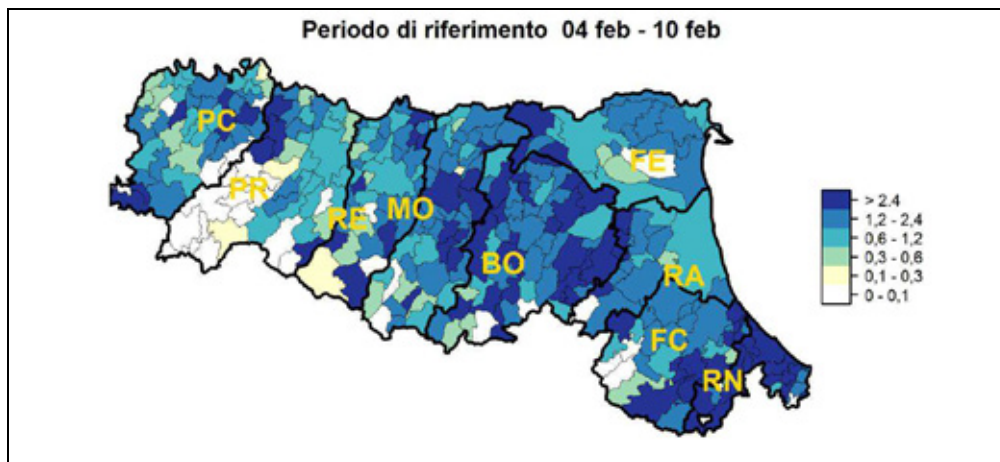 Periodo di riferimento 04 feb - 10 feb
PC
PR
RE
MO
BO
FE
RA
FC
RN
> 2,4
1,2 - 2,4
0,6 - 1,2
0,3 - 0,6
0,1 - 0,3
0 - 0,1